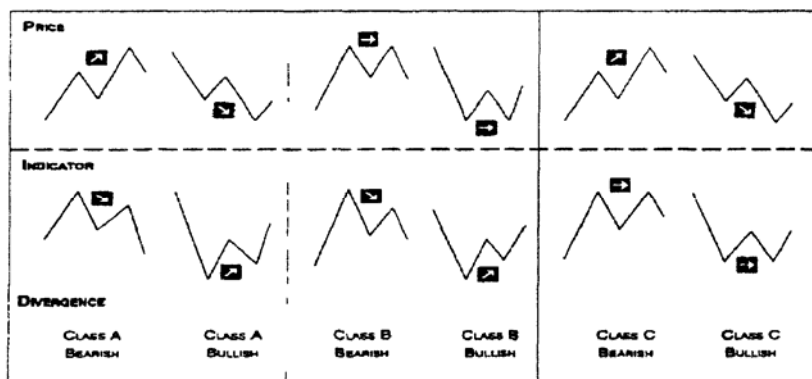 PRICE
INDICATOR
DIVERGENCE
CLASS A CLASS A CLASS B CLASS B CLASS C CLASS C
BEARISH BULLISH BEARISH BULLISH BEARISH BULLISH